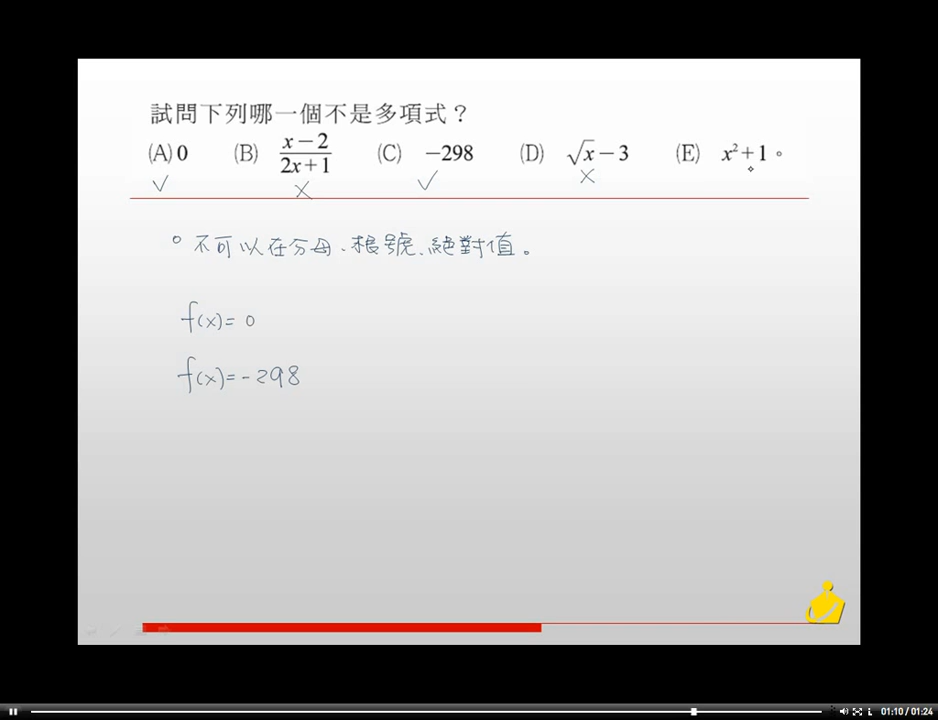 試問下列哪一個不是多項式？
(A) 0 (B) x−2/2x+1 (C) −298 (D) √x−3 (E) x²+1。
✓ × ✓ ×
。不可以在分母、根號、絕對值。
f(x)=0
f(x)=-298
01:10 / 01:24